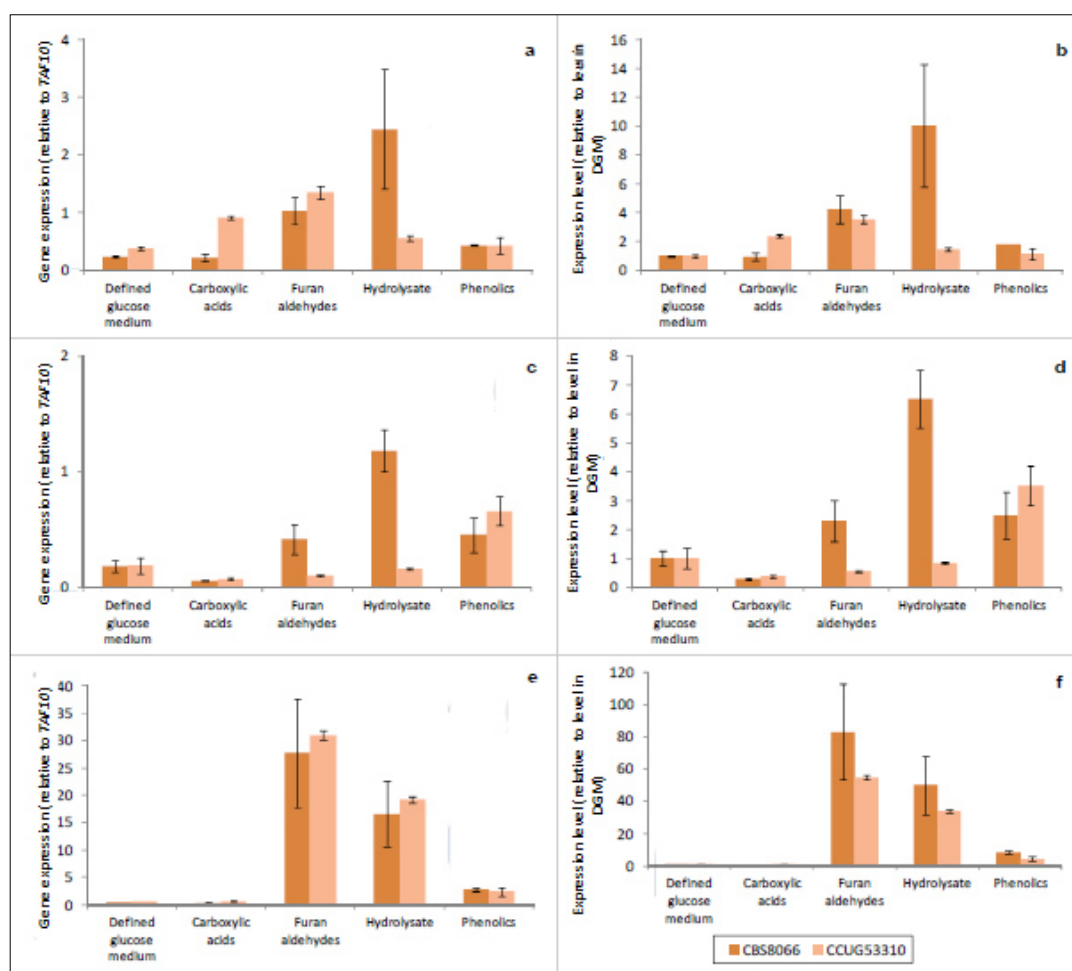 a
Gene expression (relative to TAF10)
4
3
2
1
0
Defined glucose medium
Carboxylic acids
Furan aldehydes
Hydrolysate
Phenolics
b
Expression level (relative to in DGM)
16
14
12
10
8
6
4
2
0
Defined glucose medium
Carboxylic acids
Furan aldehydes
Hydrolysate
Phenolics
c
Gene expression (relative to TAF10)
2
1
0
Defined glucose medium
Carboxylic acids
Furan aldehydes
Hydrolysate
Phenolics
d
Expression level (relative to level in DGM)
8
7
6
5
4
3
2
1
0
Defined glucose medium
Carboxylic acids
Furan aldehydes
Hydrolysate
Phenolics
e
Gene expression (relative to TAF10)
40
35
30
25
20
15
10
5
0
Defined glucose medium
Carboxylic acids
Furan aldehydes
Hydrolysate
Phenolics
f
Expression level (relative to level in DGM)
120
100
80
60
40
20
0
Defined glucose medium
Carboxylic acids
Furan aldehydes
Hydrolysate
Phenolics
CBS8066
CCUG53310